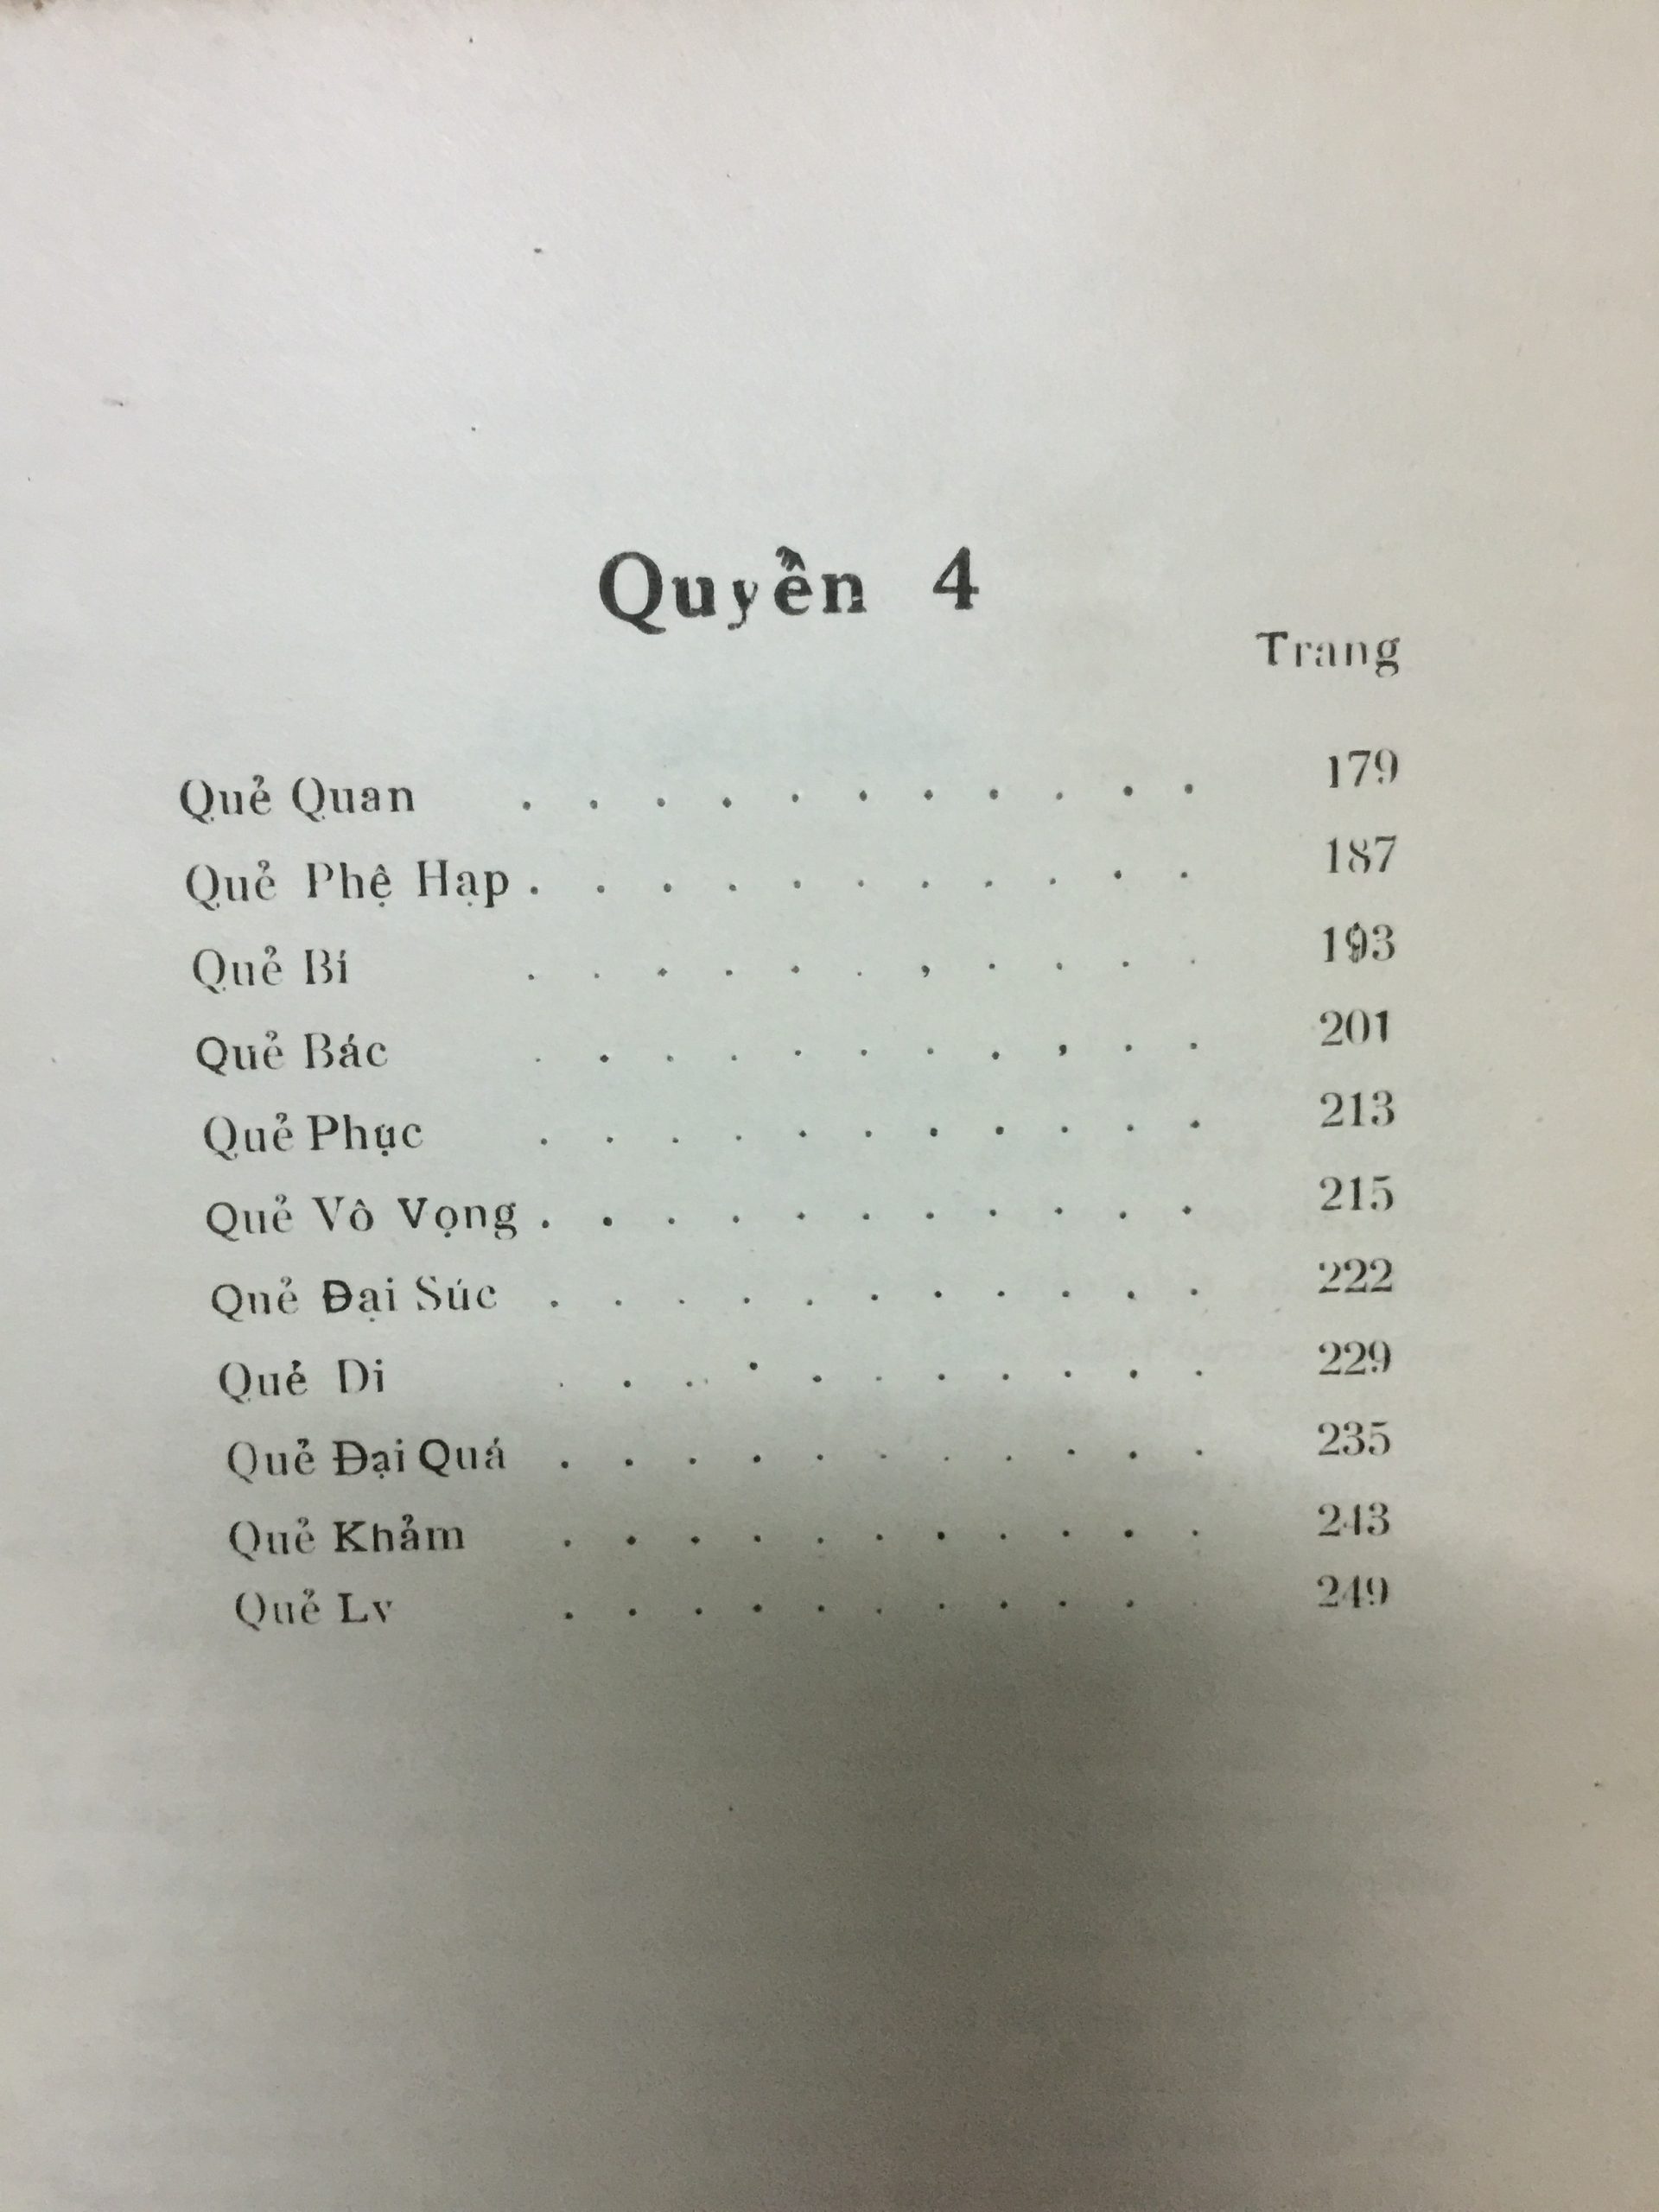 Quyển 4
Trang
Quẻ Quan . . . . . . . . . . . 179
Quẻ Phệ Hạp . . . . . . . . . . . 187
Quẻ Bí . . . . . . . . . . . 193
Quẻ Bác . . . . . . . . . . . 201
Quẻ Phục . . . . . . . . . . . 213
Quẻ Vô Vọng . . . . . . . . . . . 215
Quẻ Đại Súc . . . . . . . . . . . 222
Quẻ Di . . . . . . . . . . . 229
Quẻ Đại Quá . . . . . . . . . . . 235
Quẻ Khảm . . . . . . . . . . . 243
Quẻ Ly . . . . . . . . . . . 249